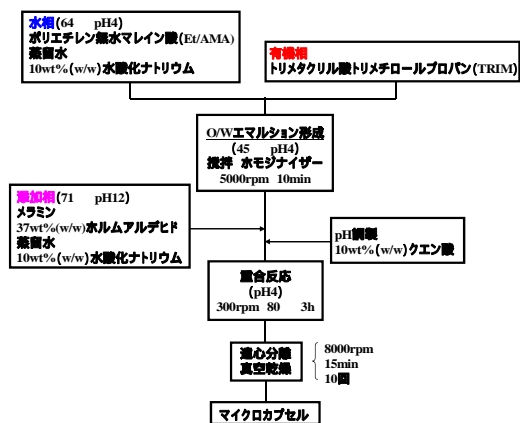 水相(64 pH4)
ポリエチレン無水マレイン酸(Et/AMA)
蒸留水
10wt%(w/w)水酸化ナトリウム
有機相
トリメタクリル酸トリメチロールプロパン(TRIM)
O/Wエマルション形成
(45 pH4)
攪拌 ホモジナイザー
5000rpm 10min
添加相(71 pH12)
メラミン
37wt%(w/w)ホルムアルデヒド
蒸留水
10wt%(w/w)水酸化ナトリウム
pH調製
10wt%(w/w)クエン酸
重合反応
(pH4)
300rpm 80 3h
遠心分離
真空乾燥
8000rpm
15min
10回
マイクロカプセル